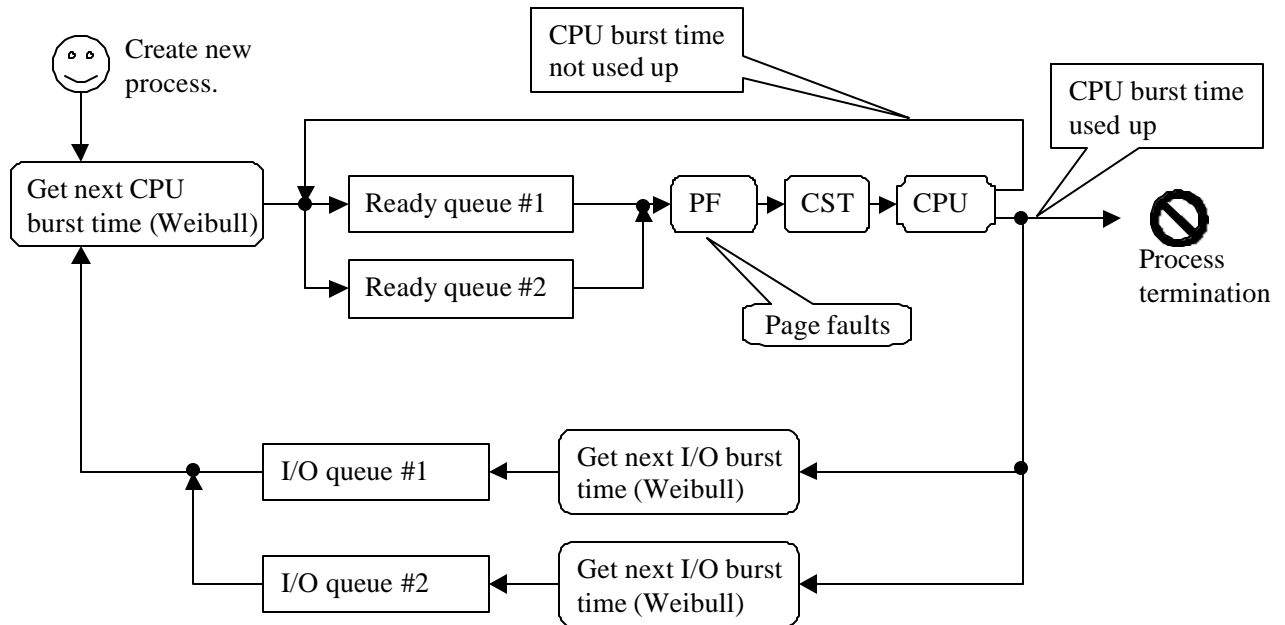 Create new
process.
CPU burst time
not used up
CPU burst time
used up
Get next CPU
burst time (Weibull)
Ready queue #1
PF
CST
CPU
Ready queue #2
Process
termination
Page faults
I/O queue #1
Get next I/O burst
time (Weibull)
I/O queue #2
Get next I/O burst
time (Weibull)